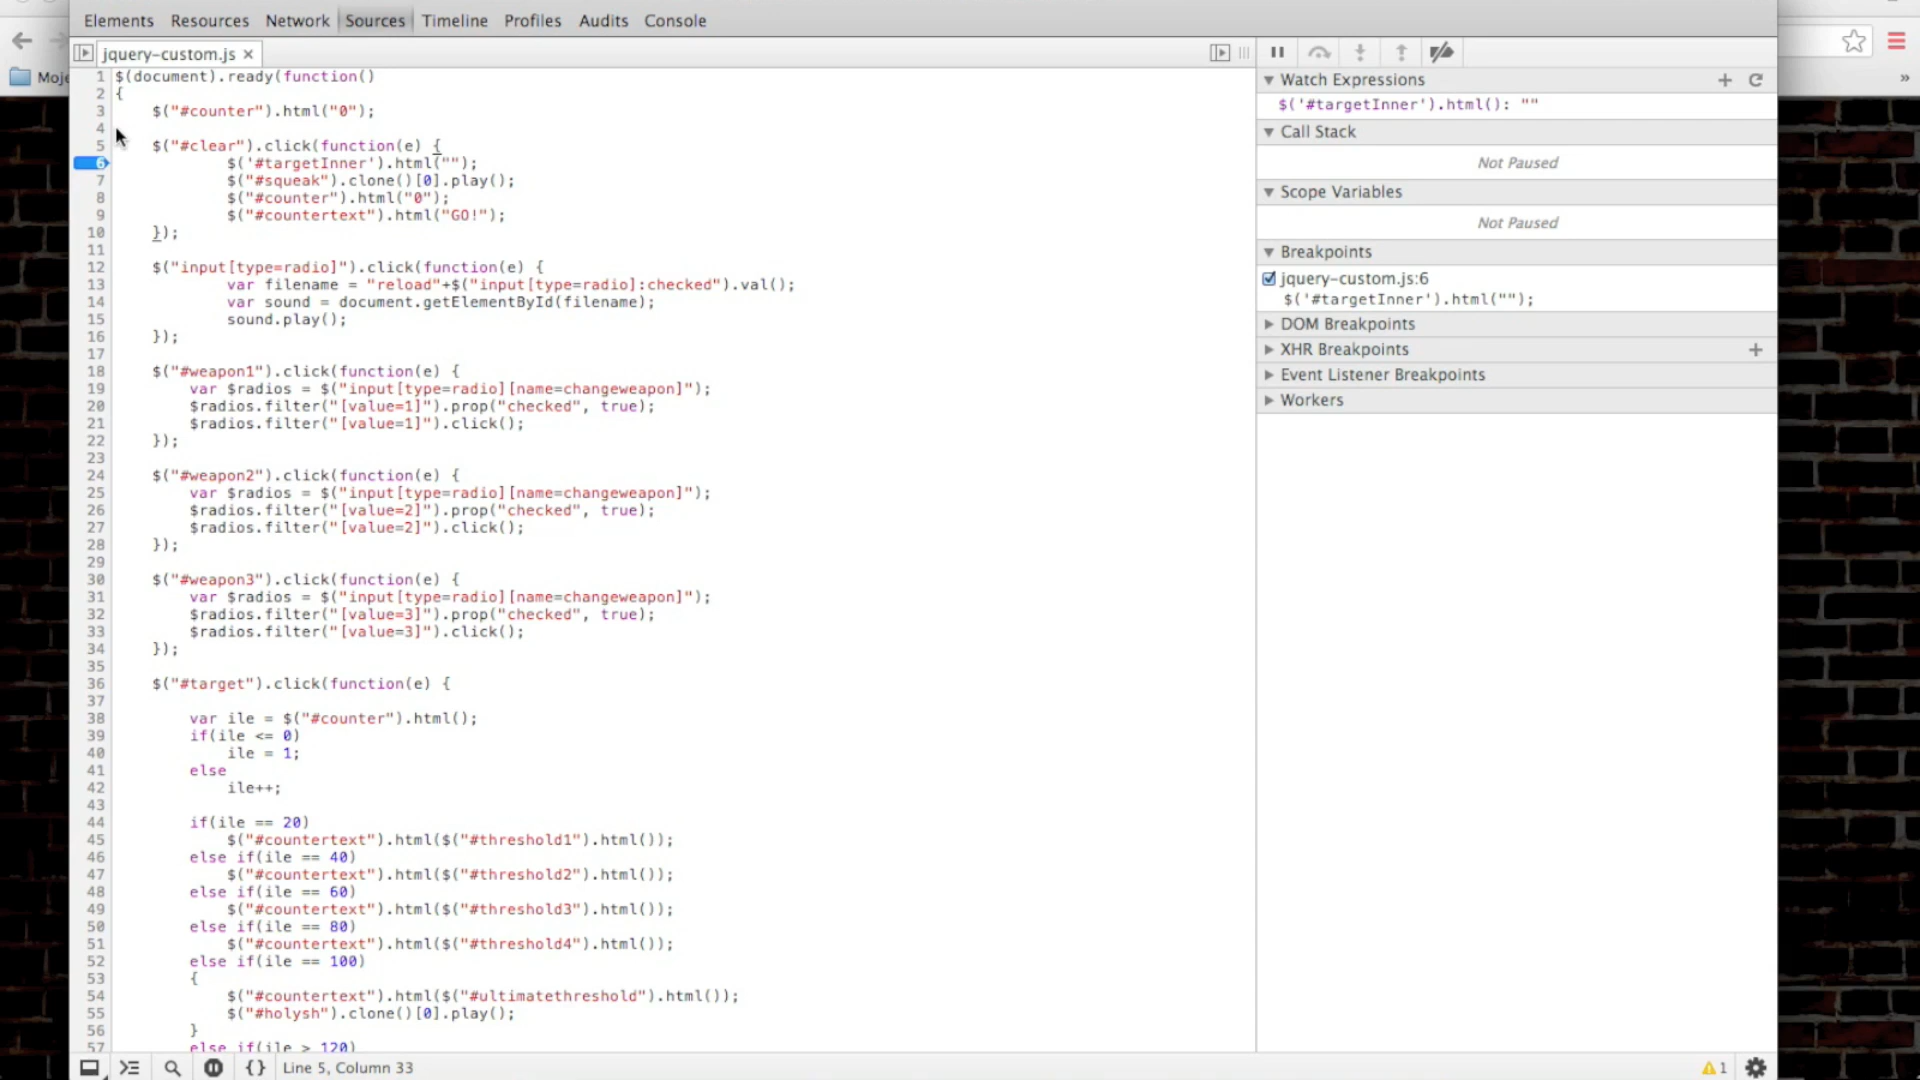 Elements Resources Network Sources Timeline Profiles Audits Console
Moje
jquery-custom.js ×
1 $(document).ready(function()
2 {
3 $("#counter").html("0");
4
5 $("#clear").click(function(e) {
6 $('#targetInner').html("");
7 $("#squeak").clone()[0].play();
8 $("#counter").html("0");
9 $("#countertext").html("GO!");
10 });
11
12 $("input[type=radio]").click(function(e) {
13 var filename = "reload"+$("input[type=radio]:checked").val();
14 var sound = document.getElementById(filename);
15 sound.play();
16 });
17
18 $("#weapon1").click(function(e) {
19 var $radios = $("input[type=radio][name=changeweapon]");
20 $radios.filter("[value=1]").prop("checked", true);
21 $radios.filter("[value=1]").click();
22 });
23
24 $("#weapon2").click(function(e) {
25 var $radios = $("input[type=radio][name=changeweapon]");
26 $radios.filter("[value=2]").prop("checked", true);
27 $radios.filter("[value=2]").click();
28 });
29
30 $("#weapon3").click(function(e) {
31 var $radios = $("input[type=radio][name=changeweapon]");
32 $radios.filter("[value=3]").prop("checked", true);
33 $radios.filter("[value=3]").click();
34 });
35
36 $("#target").click(function(e) {
37
38 var ile = $("#counter").html();
39 if(ile <= 0)
40 ile = 1;
41 else
42 ile++;
43
44 if(ile == 20)
45 $("#countertext").html($("#threshold1").html());
46 else if(ile == 40)
47 $("#countertext").html($("#threshold2").html());
48 else if(ile == 60)
49 $("#countertext").html($("#threshold3").html());
50 else if(ile == 80)
51 $("#countertext").html($("#threshold4").html());
52 else if(ile == 100)
53 {
54 $("#countertext").html($("#ultimatethreshold").html());
55 $("#holysh").clone()[0].play();
56 }
57 else if(ile > 120)
Watch Expressions
$('#targetInner').html(): ""
Call Stack
Not Paused
Scope Variables
Not Paused
Breakpoints
jquery-custom.js:6
$('#targetInner').html("");
DOM Breakpoints
XHR Breakpoints
Event Listener Breakpoints
Workers
{ } Line 5, Column 33
1